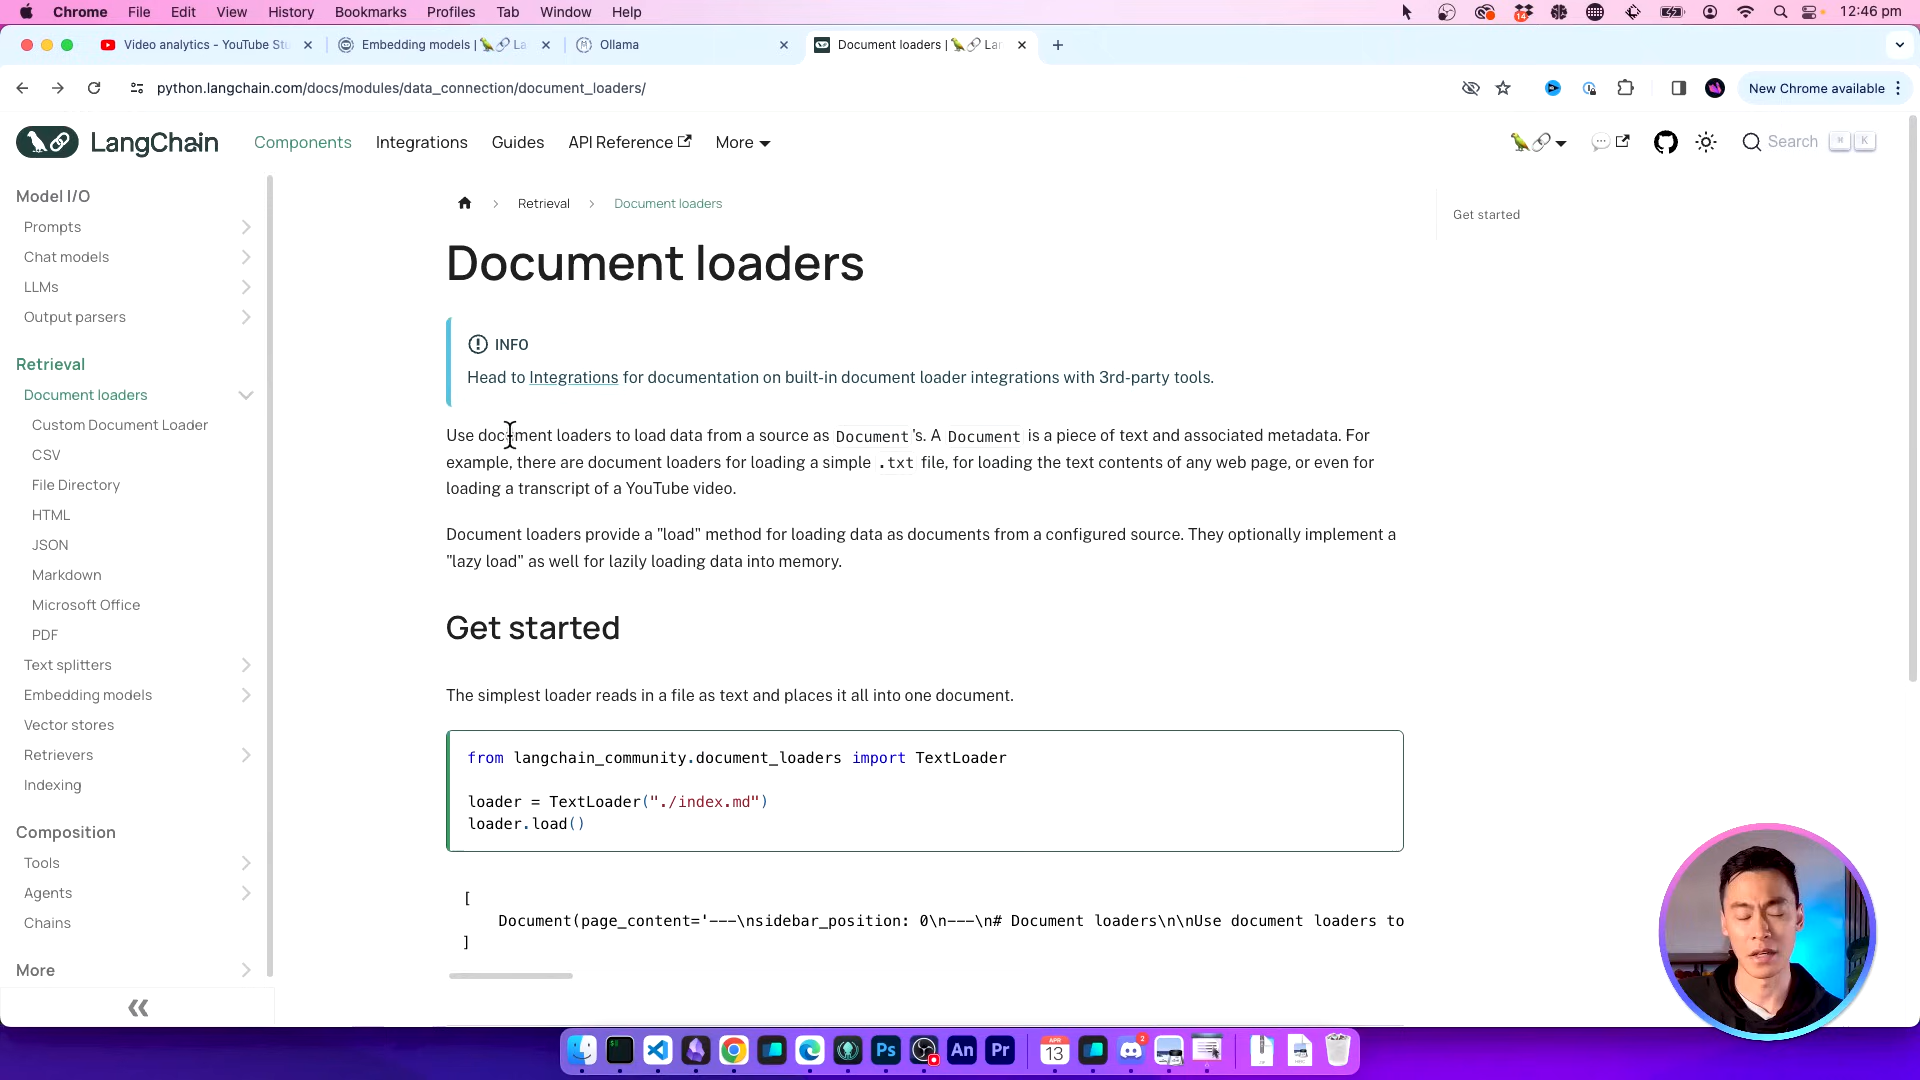 Chrome File Edit View History Bookmarks Profiles Tab Window Help 14 12:46 pm
Video analytics - YouTube Stu
Embedding models | La
Ollama
Document loaders | Lan
python.langchain.com/docs/modules/data_connection/document_loaders/
New Chrome available
LangChain
Components Integrations Guides API Reference More
Search ⌘ K
Model I/O
Prompts
Chat models
LLMs
Output parsers
Retrieval
Document loaders
Custom Document Loader
CSV
File Directory
HTML
JSON
Markdown
Microsoft Office
PDF
Text splitters
Embedding models
Vector stores
Retrievers
Indexing
Composition
Tools
Agents
Chains
More
Retrieval Document loaders
Document loaders
INFO
Head to Integrations for documentation on built-in document loader integrations with 3rd-party tools.
Use document loaders to load data from a source as Document's. A Document is a piece of text and associated metadata. For
example, there are document loaders for loading a simple .txt file, for loading the text contents of any web page, or even for
loading a transcript of a YouTube video.
Document loaders provide a "load" method for loading data as documents from a configured source. They optionally implement a
"lazy load" as well for lazily loading data into memory.
Get started
The simplest loader reads in a file as text and places it all into one document.
from langchain_community.document_loaders import TextLoader
loader = TextLoader("./index.md")
loader.load()
[
Document(page_content='---\nsidebar_position: 0\n---\n# Document loaders\n\nUse document loaders to
]
Get started
Ps An Pr APR 13 2